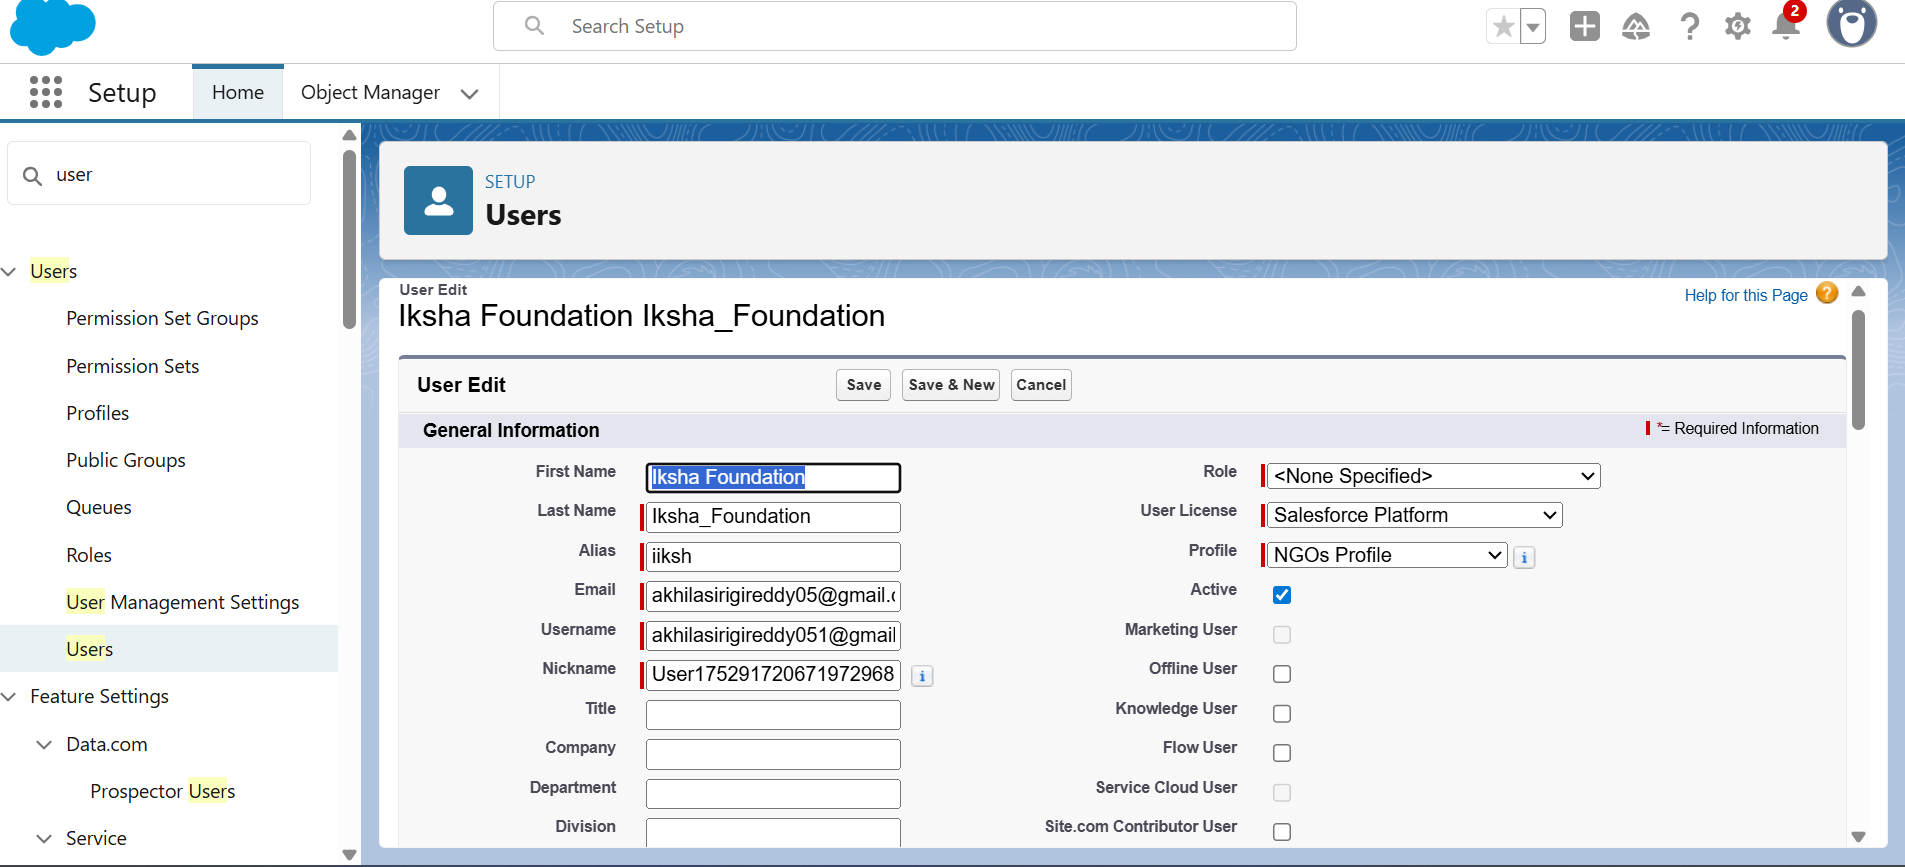 Search Setup
2
Setup
Home
Object Manager
user
Users
Permission Set Groups
Permission Sets
Profiles
Public Groups
Queues
Roles
User Management Settings
Users
Feature Settings
Data.com
Prospector Users
Service
SETUP
Users
User Edit
Iksha Foundation Iksha_Foundation
Help for this Page ?
User Edit
Save
Save & New
Cancel
General Information
*= Required Information
First Name Iksha Foundation
Last Name Iksha_Foundation
Alias iiksh
Email akhilasirigireddy05@gmail.c
Username akhilasirigireddy051@gmail
Nickname User175291720671972968 i
Title
Company
Department
Division
Role <None Specified>
User License Salesforce Platform
Profile NGOs Profile i
Active
Marketing User
Offline User
Knowledge User
Flow User
Service Cloud User
Site.com Contributor User